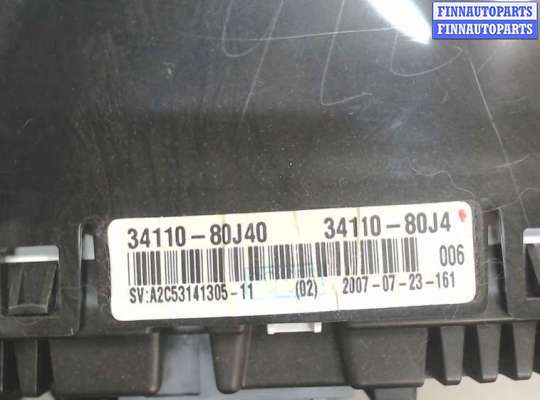 FINNAUTOPARTS
FINNAUTOPARTS
34110-80J40 34110-80J4
006
SV:A2C53141305-11 (02) 2007-07-23-161